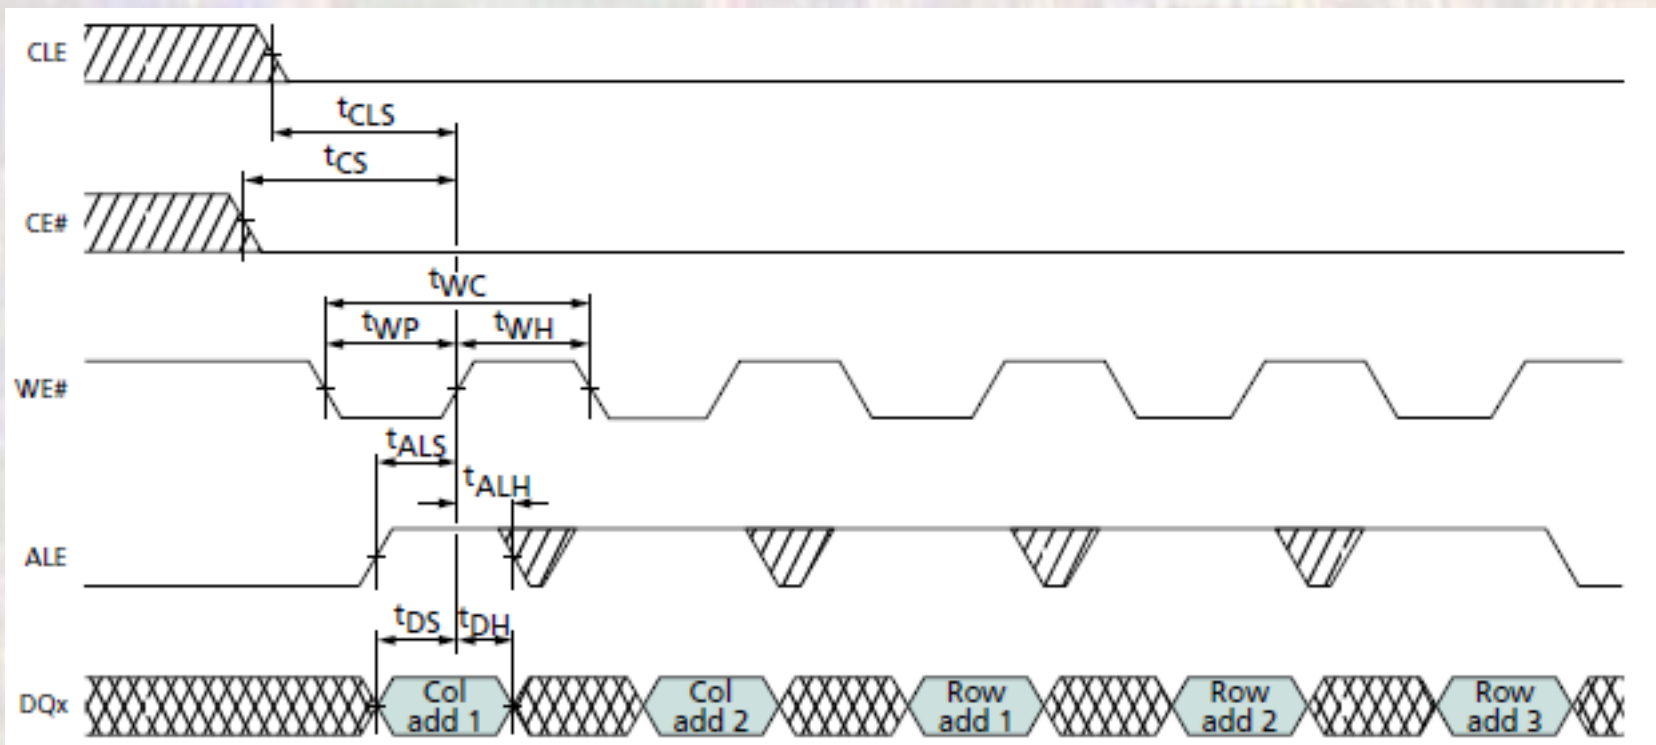 CLE
tCLS
tCS
CE#
tWC
tWP tWH
WE#
tALS
tALH
ALE
tDS tDH
DQx
Col add 1
Col add 2
Row add 1
Row add 2
Row add 3